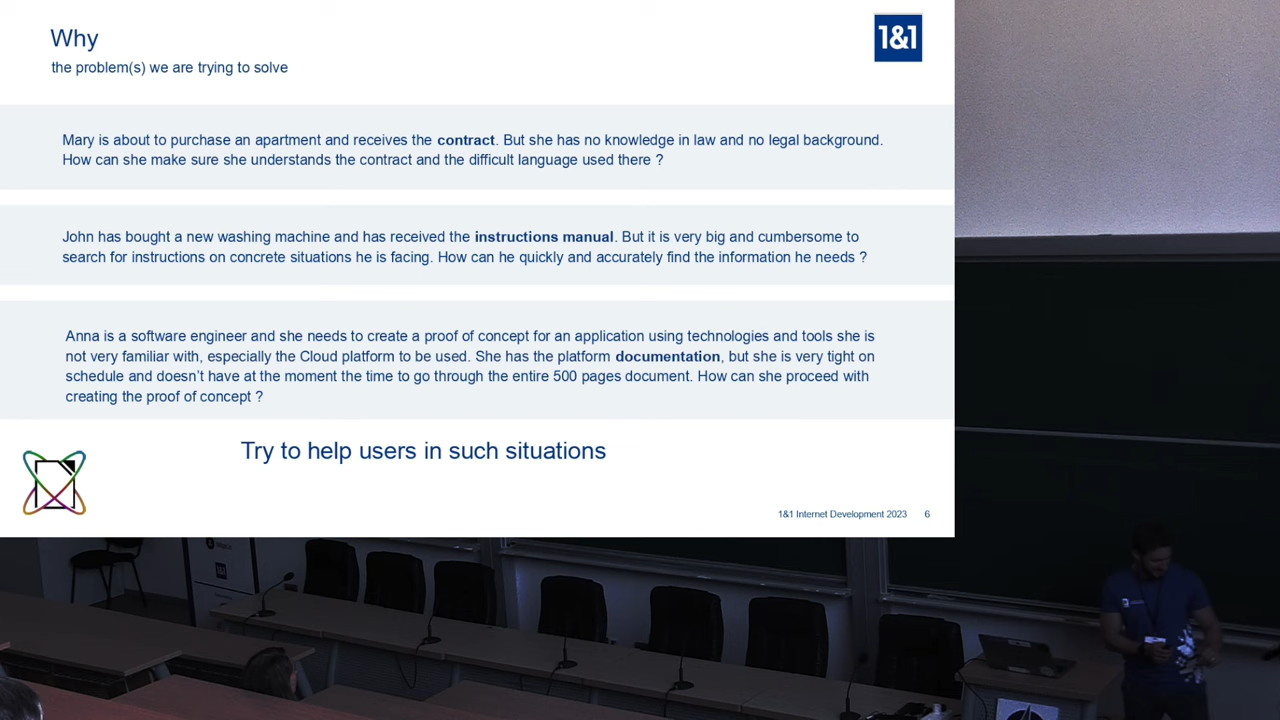 Why
1&1
the problem(s) we are trying to solve
Mary is about to purchase an apartment and receives the contract. But she has no knowledge in law and no legal background.
How can she make sure she understands the contract and the difficult language used there ?
John has bought a new washing machine and has received the instructions manual. But it is very big and cumbersome to
search for instructions on concrete situations he is facing. How can he quickly and accurately find the information he needs ?
Anna is a software engineer and she needs to create a proof of concept for an application using technologies and tools she is
not very familiar with, especially the Cloud platform to be used. She has the platform documentation, but she is very tight on
schedule and doesn’t have at the moment the time to go through the entire 500 pages document. How can she proceed with
creating the proof of concept ?
Try to help users in such situations
1&1 Internet Development 2023 6